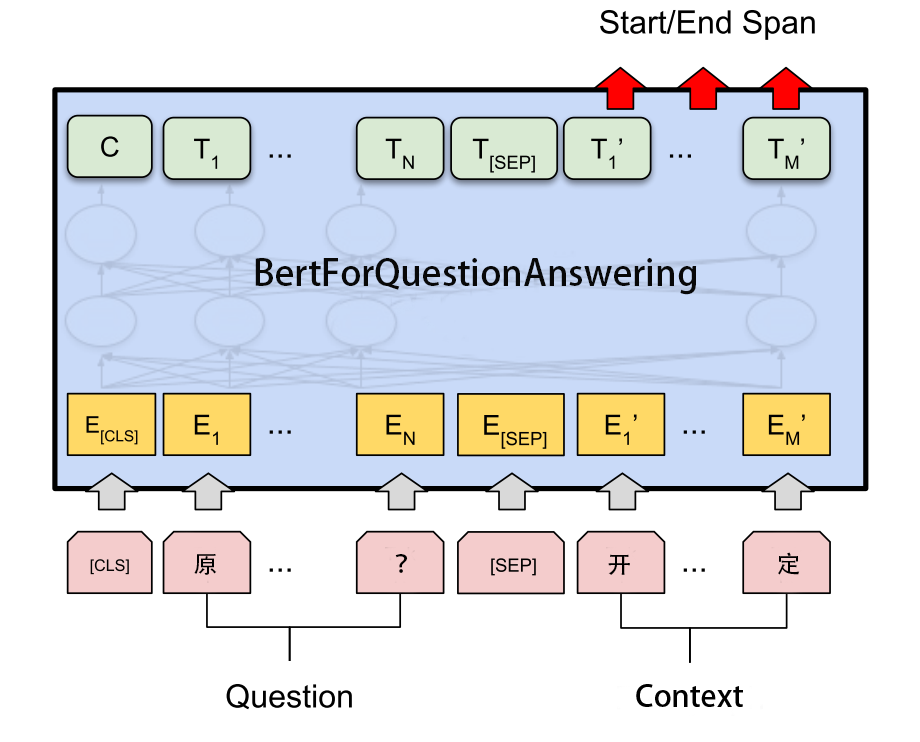 Start/End Span
C T1 ... TN T[SEP] T1’ ... TM’
BertForQuestionAnswering
E[CLS] E1 ... EN E[SEP] E1’ ... EM’
[CLS] 原 ... ? [SEP] 开 ... 定
Question Context